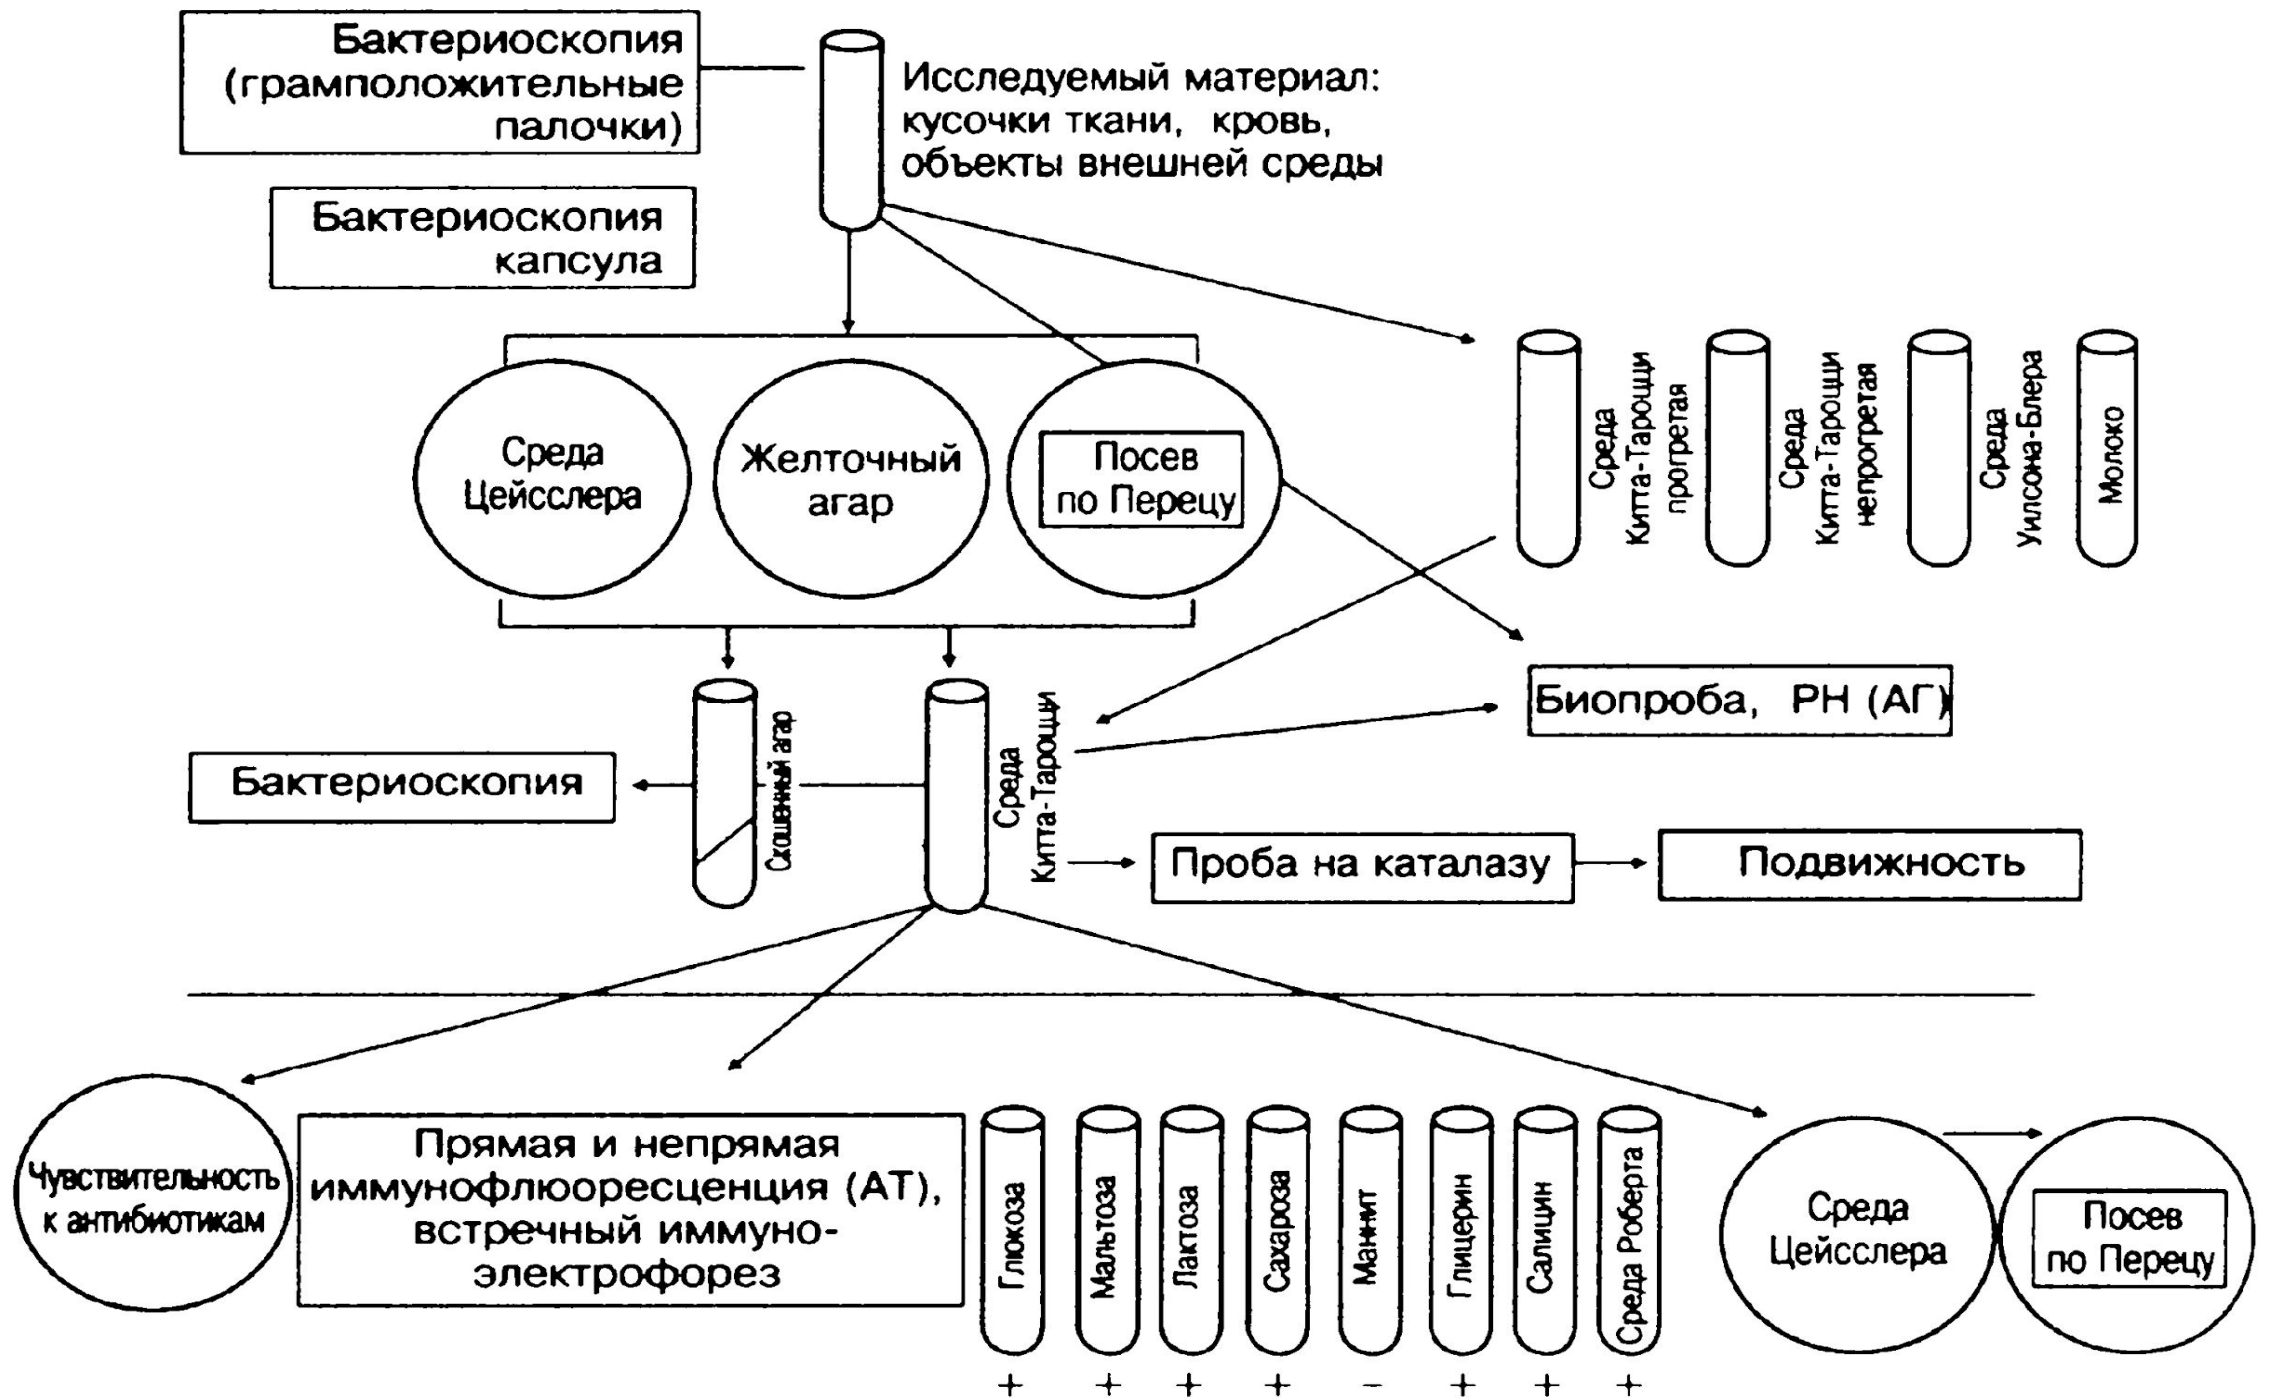 Бактериоскопия
(грамположительные
палочки)
Исследуемый материал:
кусочки ткани, кровь,
объекты внешней среды
Бактериоскопия
капсула
Среда
Цейсслера
Желточный
агар
Посев
по Перецу
Среда
Китта-Тароцци
прогретая
Среда
Китта-Тароцци
непрогретая
Среда
Уилсона-Блера
Молоко
Биопроба, РН (АГ)
Бактериоскопия
Скошенный агар
Среда
Китта-Тароцци
Проба на каталазу
Подвижность
Чувствительность
к антибиотикам
Прямая и непрямая
иммунофлюоресценция (АТ),
встречный иммуно-
электрофорез
Глюкоза
Мальтоза
Лактоза
Сахароза
Маннит
Глицерин
Салицин
Среда Роберта
Среда
Цейсслера
Посев
по Перецу
+ + + + - + + +